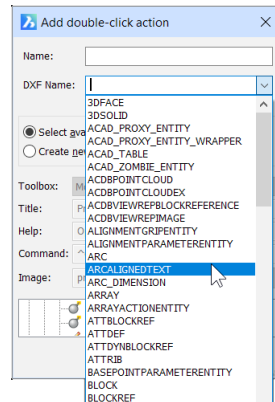 Add double-click action
Name:
DXF Name:
3DFACE
3DSOLID
ACAD_PROXY_ENTITY
ACAD_PROXY_ENTITY_WRAPPER
ACAD_TABLE
ACAD_ZOMBIE_ENTITY
ACDBPOINTCLOUD
ACDBPOINTCLOUDEX
ACDBVIEWREPBLOCKREFERENCE
ACDBVIEWREPIMAGE
ALIGNMENTGRIPENTITY
ALIGNMENTPARAMETERENTITY
ARC
ARCALIGNEDTEXT
ARC_DIMENSION
ARRAY
ARRAYACTIONENTITY
ATTBLOCKREF
ATTDEF
ATTDYNBLOCKREF
ATTRIB
BASEPOINTPARAMETERENTITY
BLOCK
BLOCKREF
Select ava
Create nev
Toolbox:
Title:
Help:
Command:
Image: